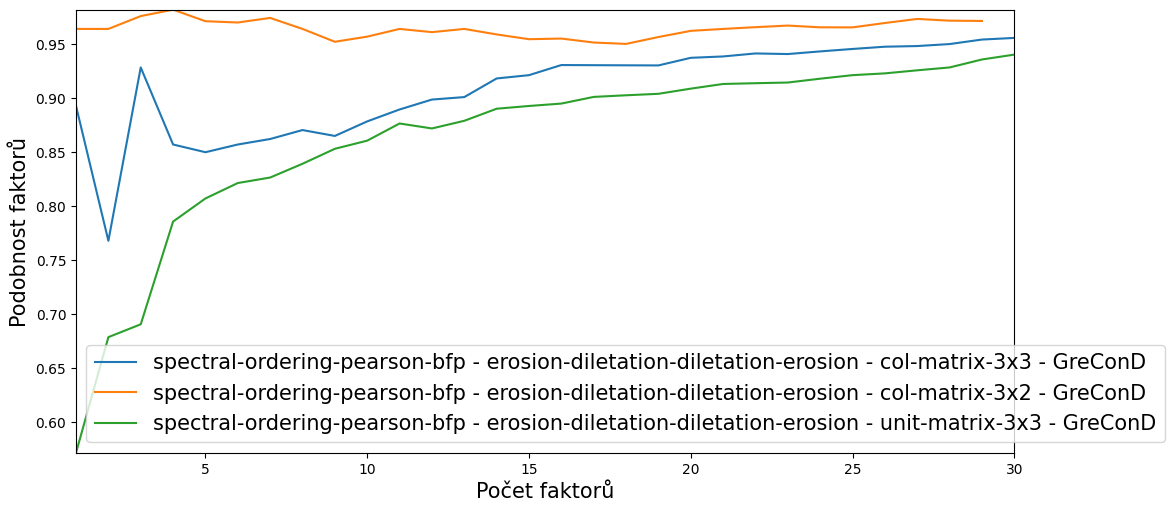 0.95
0.90
0.85
0.80
0.75
0.70
0.65
0.60
Podobnost faktorů
spectral-ordering-pearson-bfp - erosion-diletation-diletation-erosion - col-matrix-3x3 - GreConD
spectral-ordering-pearson-bfp - erosion-diletation-diletation-erosion - col-matrix-3x2 - GreConD
spectral-ordering-pearson-bfp - erosion-diletation-diletation-erosion - unit-matrix-3x3 - GreConD
5 10 15 20 25 30
Počet faktorů